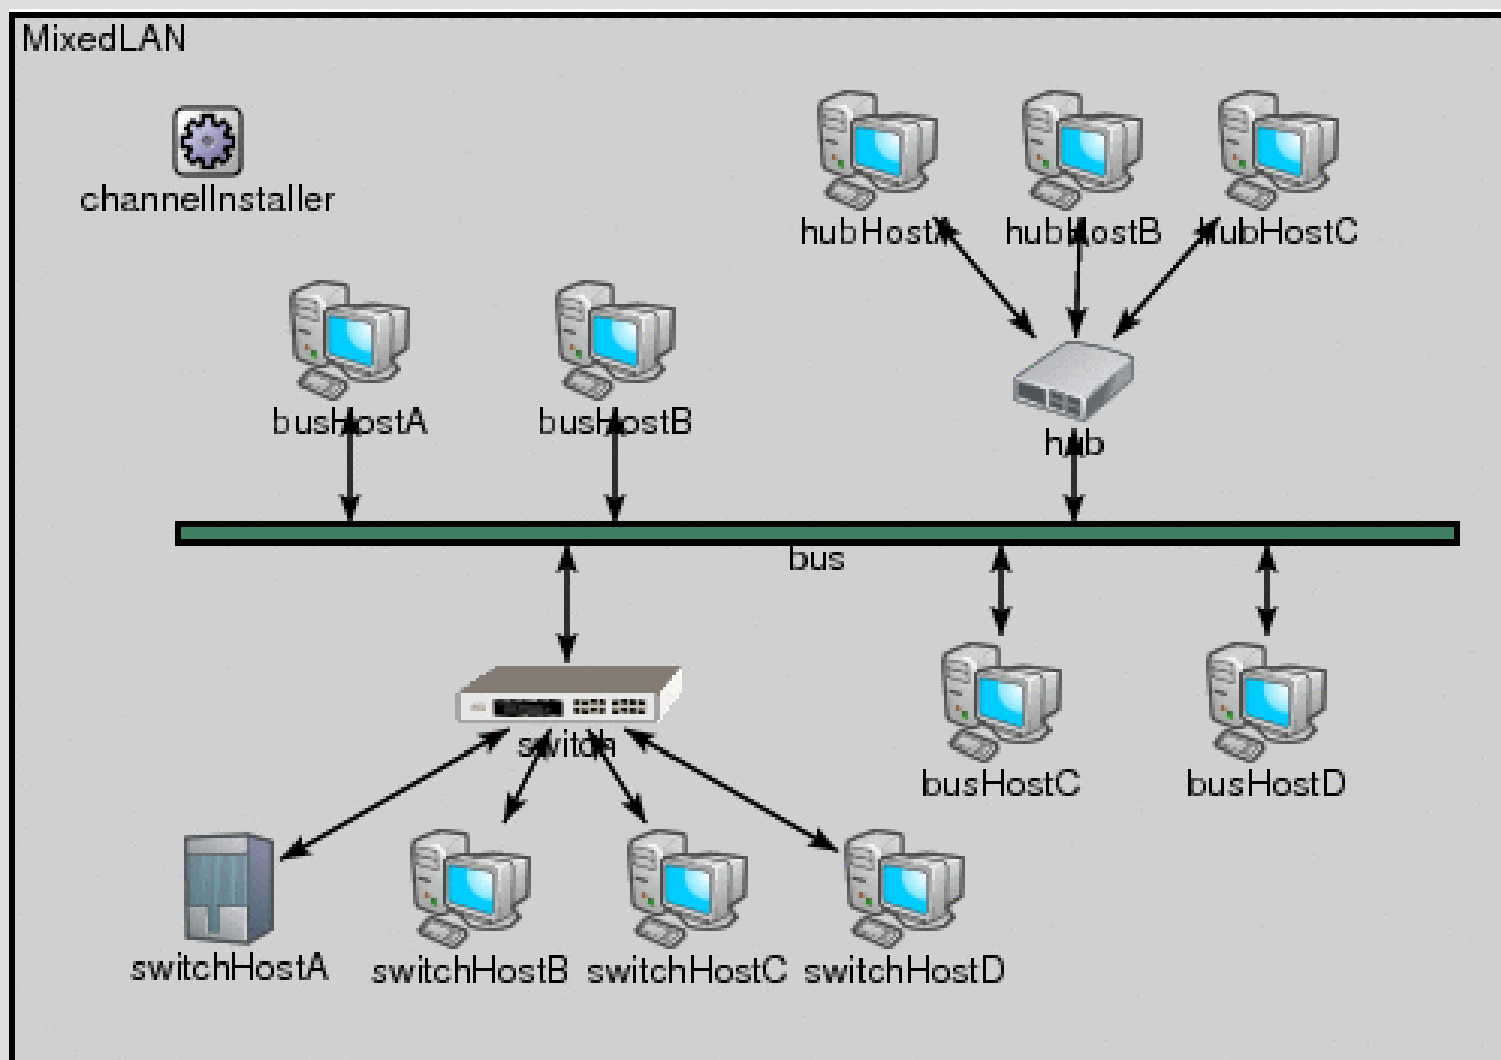 MixedLAN
channelInstaller
hubHostA
hubHostB
hubHostC
busHostA
busHostB
hub
bus
switch
busHostC
busHostD
switchHostA
switchHostB
switchHostC
switchHostD